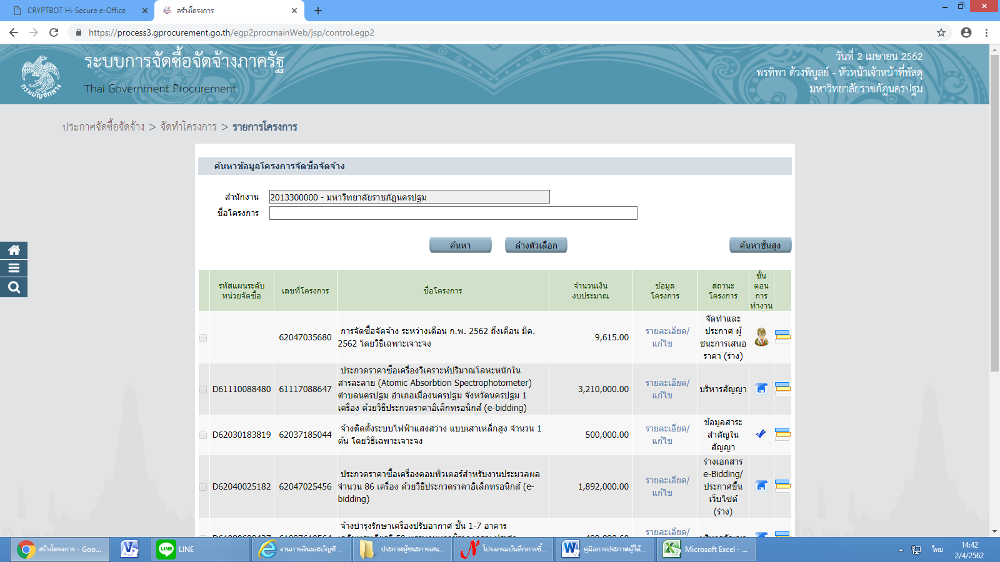 CRYPTBOT Hi-Secure e-Office
สร้างโครงการ
https://process3.gprocurement.go.th/egp2procmainWeb/jsp/control.egp2
ระบบการจัดซื้อจัดจ้างภาครัฐ
Thai Government Procurement
กรมบัญชีกลาง
วันที่ 2 เมษายน 2562
พรทิพา ด้วงพิบูลย์ - หัวหน้าเจ้าหน้าที่พัสดุ
มหาวิทยาลัยราชภัฏนครปฐม
ประกาศจัดซื้อจัดจ้าง > จัดทำโครงการ > รายการโครงการ
ค้นหาข้อมูลโครงการจัดซื้อจัดจ้าง
สำนักงาน 2013300000 - มหาวิทยาลัยราชภัฏนครปฐม
ชื่อโครงการ
ค้นหา ล้างตัวเลือก ค้นหาขั้นสูง
รหัสแผนระดับ
หน่วยจัดซื้อ
เลขที่โครงการ
ชื่อโครงการ
จำนวนเงิน
งบประมาณ
ข้อมูล
โครงการ
สถานะ
โครงการ
ขั้น
ตอน
การ
ทำงาน
62047035680
การจัดซื้อจัดจ้าง ระหว่างเดือน ก.พ. 2562 ถึงเดือน มีค.
2562 โดยวิธีเฉพาะเจาะจง
9,615.00
รายละเอียด/
แก้ไข
จัดทำและ
ประกาศ ผู้
ชนะการเสนอ
ราคา (ร่าง)
D61110088480
61117088647
ประกวดราคาซื้อเครื่องวิเคราะห์ปริมาณโลหะหนักใน
สารละลาย (Atomic Absorbtion Spectrophotometer)
ตำบลนครปฐม อำเภอเมืองนครปฐม จังหวัดนครปฐม 1
เครื่อง ด้วยวิธีประกวดราคาอิเล็กทรอนิกส์ (e-bidding)
3,210,000.00
รายละเอียด/
แก้ไข
บริหารสัญญา
D62030183819
62037185044
จ้างติดตั้งระบบไฟฟ้าแสงสว่าง แบบเสาเหล็กสูง จำนวน 1
ต้น โดยวิธีเฉพาะเจาะจง
500,000.00
รายละเอียด/
แก้ไข
ข้อมูลสาระ
สำคัญใน
สัญญา
D62040025182
62047025456
ประกวดราคาซื้อเครื่องคอมพิวเตอร์สำหรับงานประมวลผล
จำนวน 86 เครื่อง ด้วยวิธีประกวดราคาอิเล็กทรอนิกส์ (e-
bidding)
1,892,000.00
รายละเอียด/
แก้ไข
ร่างเอกสาร
e-Bidding/
ประกาศขึ้น
เว็บไซต์
(ร่าง)
จ้างบำรุงรักษาเครื่องปรับอากาศ ชั้น 1-7 อาคาร
รายละเอียด/
สร้างโครงการ - Goo...
LINE
งานการเงินและบัญชี ...
ประกาศผู้ชนะการเสน...
โปรแกรมบันทึกการซื้...
คู่มือการประกาศผู้ได้...
Microsoft Excel - ...
ไทย
14:42
2/4/2562